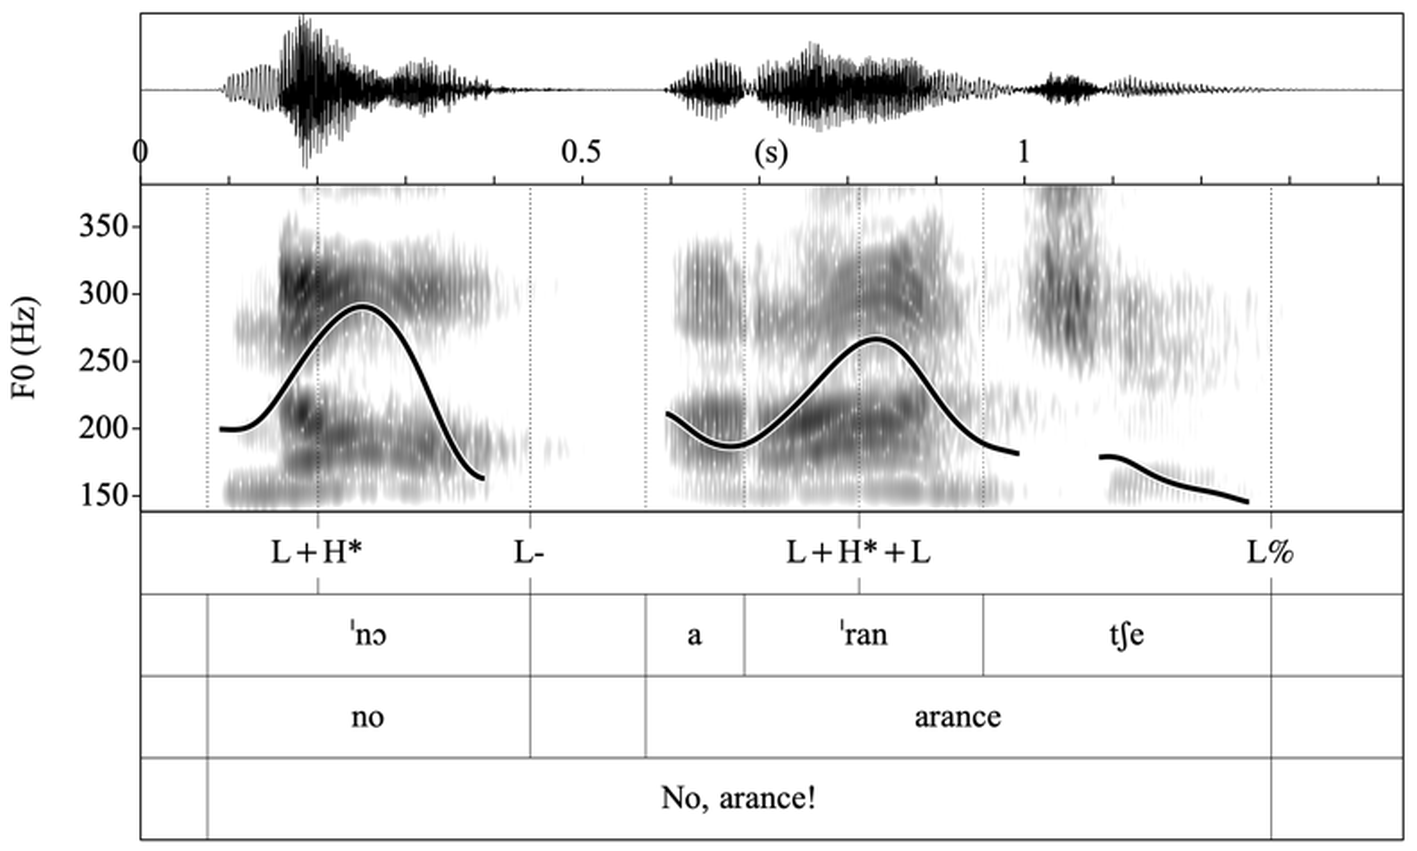 0 0.5 (s) 1
F0 (Hz)
350
300
250
200
150
L+H* L- L+H*+L L%
ˈnɔ a ˈran tʃe
no arance
No, arance!